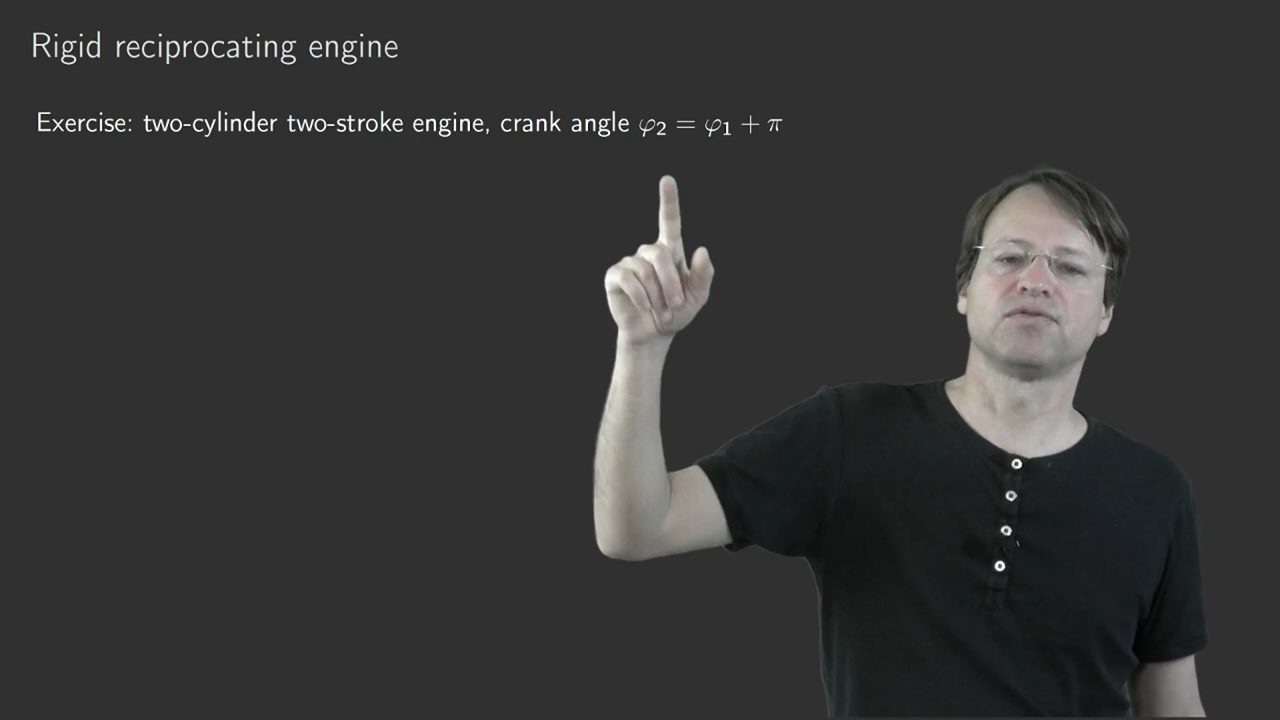 Rigid reciprocating engine
Exercise: two-cylinder two-stroke engine, crank angle φ₂ = φ₁ + π